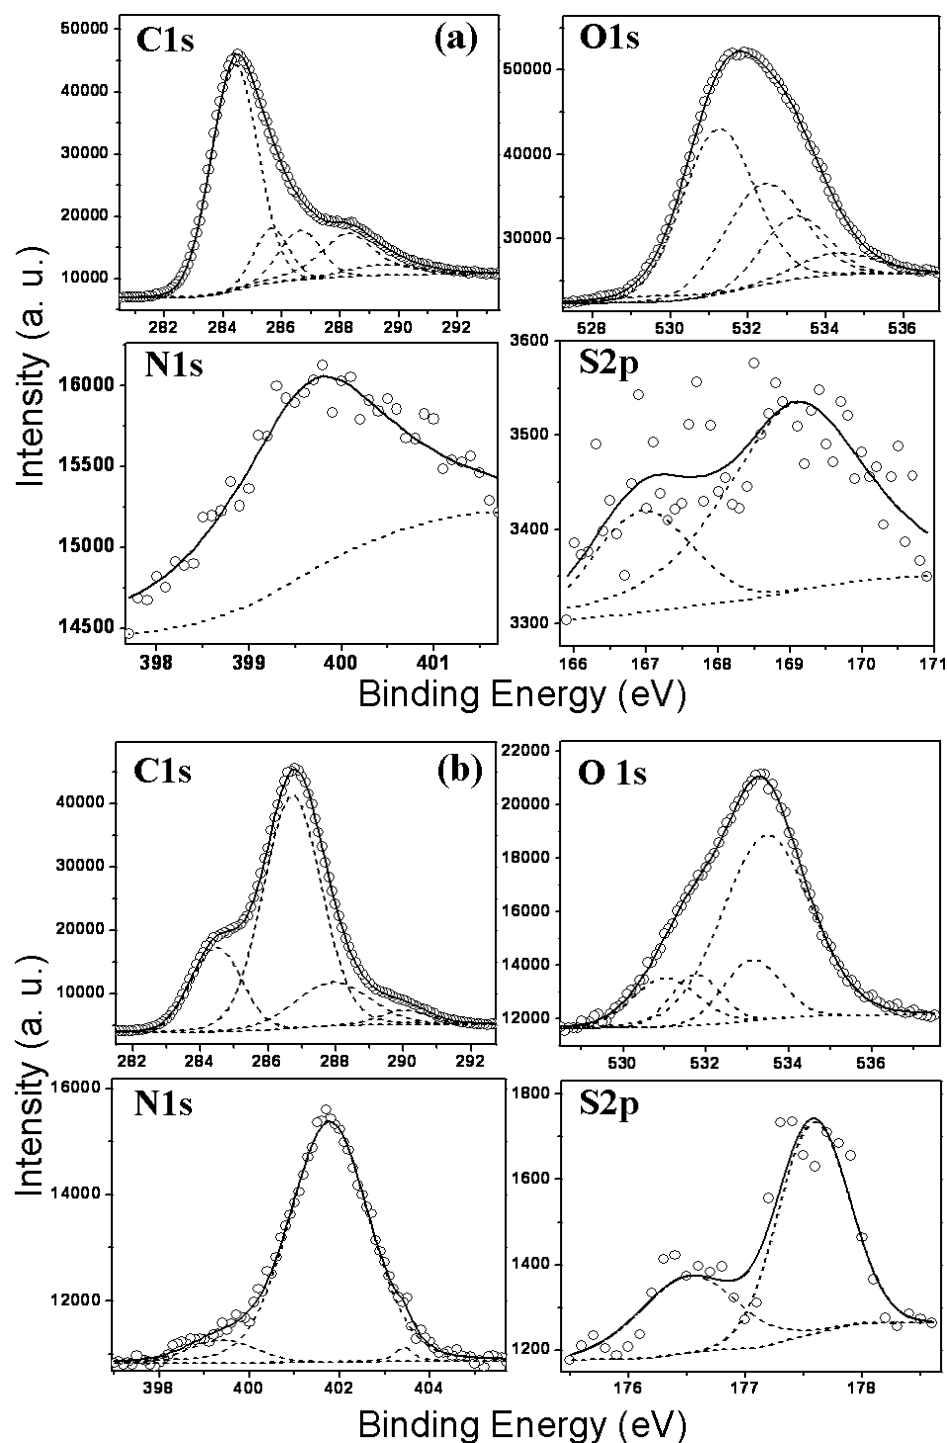 C1s (a)
50000
40000
30000
20000
10000
282 284 286 288 290 292
O1s
50000
40000
30000
528 530 532 534 536
N1s
16000
15500
15000
14500
398 399 400 401
S2p
3600
3500
3400
3300
166 167 168 169 170 171
Intensity (a. u.)
Binding Energy (eV)
C1s (b)
40000
30000
20000
10000
282 284 286 288 290 292
O 1s
22000
20000
18000
16000
14000
12000
530 532 534 536
N1s
16000
14000
12000
398 400 402 404
S2p
1800
1600
1400
1200
176 177 178
Intensity (a. u.)
Binding Energy (eV)